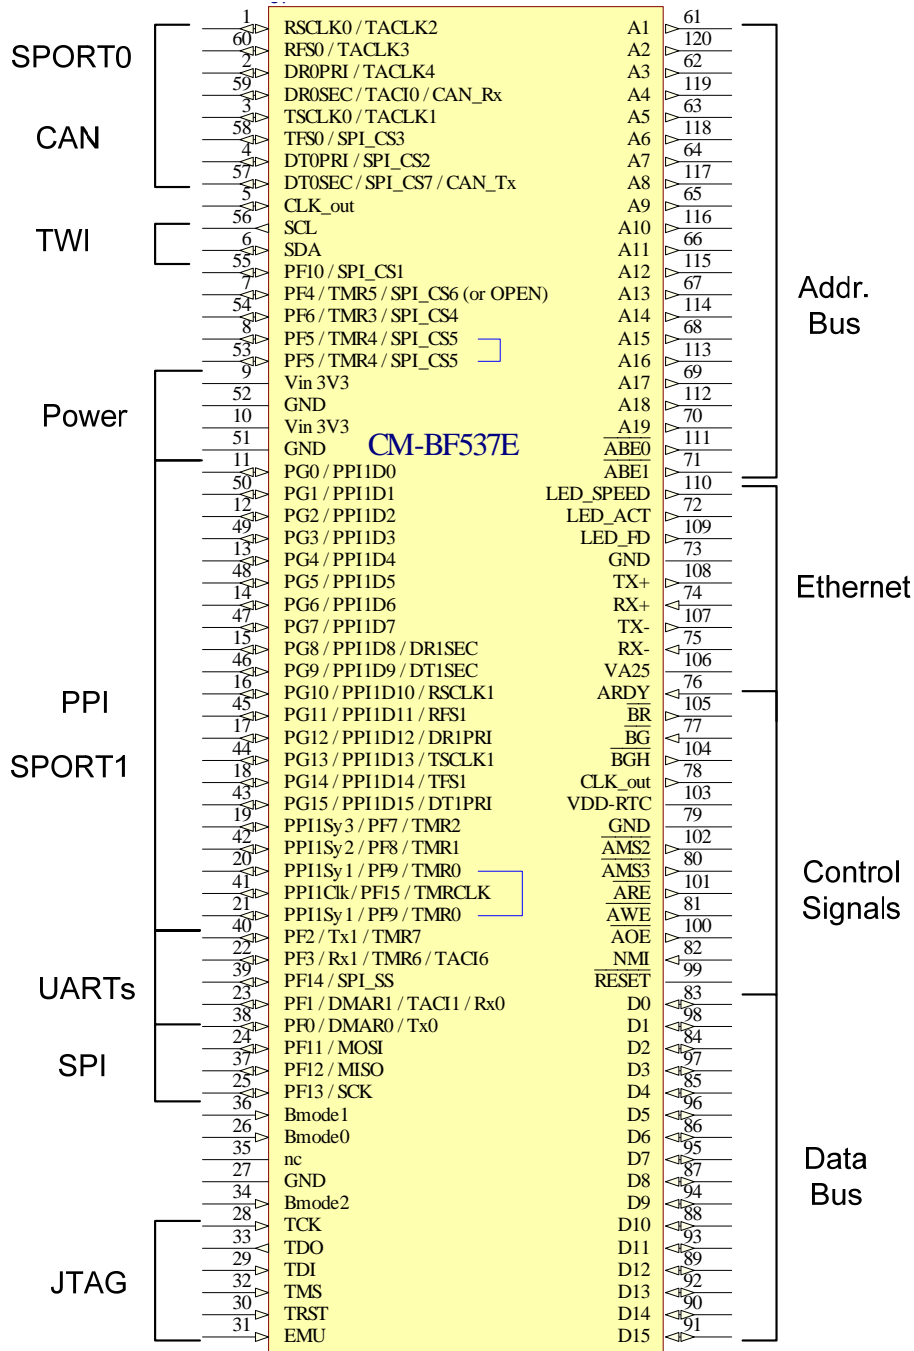 1 RSCLK0 / TACLK2 A1 61
60 RFS0 / TACLK3 A2 120
SPORT0
2 DR0PRI / TACLK4 A3 62
59 DR0SEC / TACI0 / CAN_Rx A4 119
3 TSCLK0 / TACLK1 A5 63
CAN
58 TFS0 / SPI_CS3 A6 118
4 DT0PRI / SPI_CS2 A7 64
57 DT0SEC / SPI_CS7 / CAN_Tx A8 117
5 CLK_out A9 65
56 SCL A10 116
TWI
6 SDA A11 66
55 PF10 / SPI_CS1 A12 115
7 PF4 / TMR5 / SPI_CS6 (or OPEN) A13 67
Addr.
Bus
54 PF6 / TMR3 / SPI_CS4 A14 114
8 PF5 / TMR4 / SPI_CS5 A15 68
53 PF5 / TMR4 / SPI_CS5 A16 113
9 Vin 3V3 A17 69
52 GND A18 112
Power
10 Vin 3V3 A19 70
CM-BF537E
51 GND ABE0 111
11 PG0 / PPI1D0 ABE1 71
50 PG1 / PPI1D1 LED_SPEED 110
12 PG2 / PPI1D2 LED_ACT 72
49 PG3 / PPI1D3 LED_FD 109
13 PG4 / PPI1D4 GND 73
48 PG5 / PPI1D5 TX+ 108
Ethernet
14 PG6 / PPI1D6 RX+ 74
47 PG7 / PPI1D7 TX- 107
15 PG8 / PPI1D8 / DR1SEC RX- 75
46 PG9 / PPI1D9 / DT1SEC VA25 106
16 PG10 / PPI1D10 / RSCLK1 ARDY 76
PPI
45 PG11 / PPI1D11 / RFS1 BR 105
17 PG12 / PPI1D12 / DR1PRI BG 77
44 PG13 / PPI1D13 / TSCLK1 BGH 104
SPORT1
18 PG14 / PPI1D14 / TFS1 CLK_out 78
43 PG15 / PPI1D15 / DT1PRI VDD-RTC 103
19 PPI1Sy3 / PF7 / TMR2 GND 79
42 PPI1Sy2 / PF8 / TMR1 AMS2 102
20 PPI1Sy1 / PF9 / TMR0 AMS3 80
Control
Signals
41 PPI1Clk/ PF15 / TMRCLK ARE 101
21 PPI1Sy1 / PF9 / TMR0 AWE 81
40 PF2 / Tx1 / TMR7 AOE 100
22 PF3 / Rx1 / TMR6 / TACI6 NMI 82
39 PF14 / SPI_SS RESET 99
UARTs
23 PF1 / DMAR1 / TACI1 / Rx0 D0 83
38 PF0 / DMAR0 / Tx0 D1 98
24 PF11 / MOSI D2 84
SPI
37 PF12 / MISO D3 97
25 PF13 / SCK D4 85
36 Bmode1 D5 96
26 Bmode0 D6 86
35 nc D7 95
Data
Bus
27 GND D8 87
34 Bmode2 D9 94
28 TCK D10 88
33 TDO D11 93
29 TDI D12 89
JTAG
32 TMS D13 92
30 TRST D14 90
31 EMU D15 91